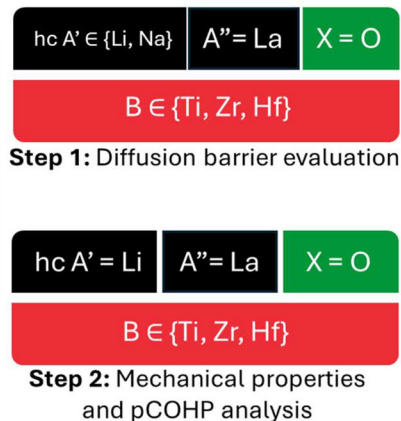 hc A' ∈ {Li, Na} A”= La X = O
B ∈ {Ti, Zr, Hf}
Step 1: Diffusion barrier evaluation
hc A' = Li A”= La X = O
B ∈ {Ti, Zr, Hf}
Step 2: Mechanical properties
and pCOHP analysis